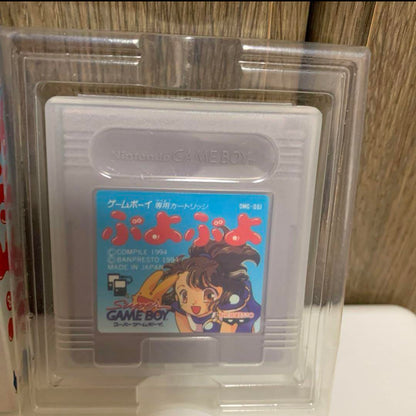 Nintendo GAME BOY
ゲームボーイ 専用カートリッジ
ぷよぷよ
© COMPILE 1994
© BANPRESTO 1994
MADE IN JAPAN
GAME BOY
スーパーゲームボーイ